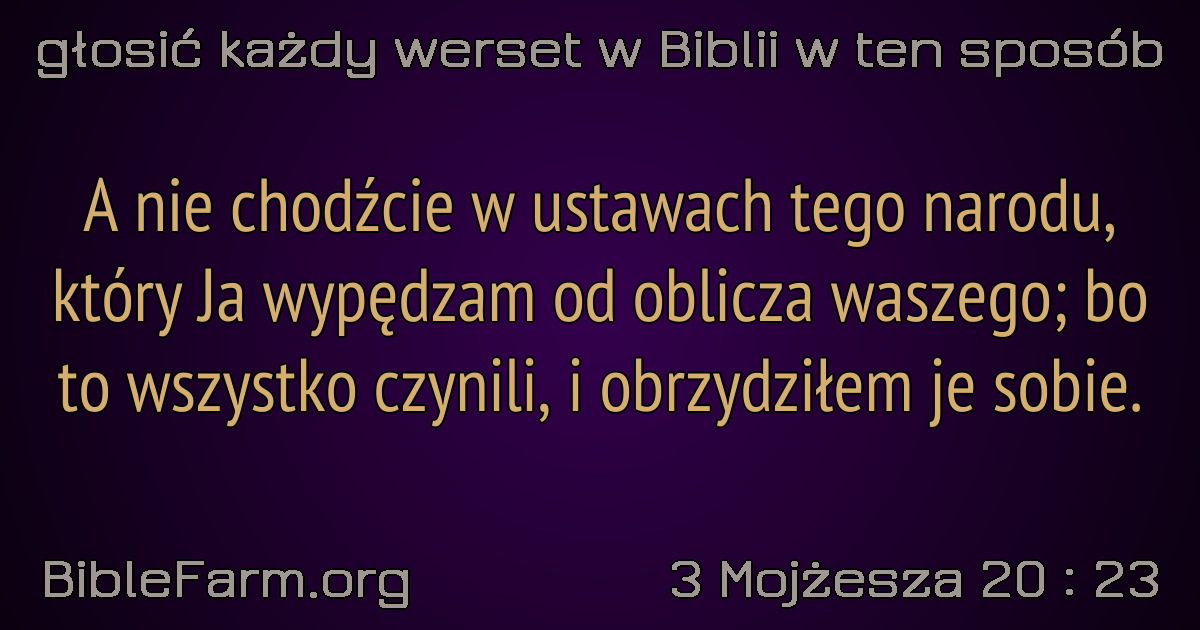 głosić każdy werset w Biblii w ten sposób
A nie chodźcie w ustawach tego narodu,
który Ja wypędzam od oblicza waszego; bo
to wszystko czynili, i obrzydziłem je sobie.
BibleFarm.org
3 Mojżesza 20 : 23